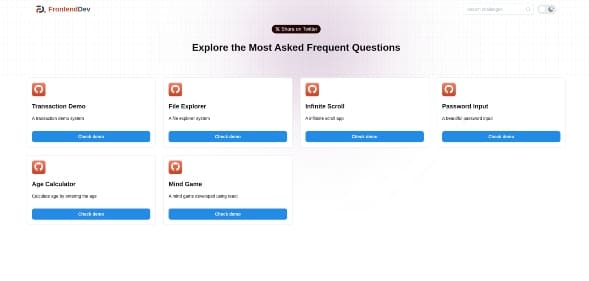 FrontendDev
search challenges
Share on Twitter
Explore the Most Asked Frequent Questions
Transaction Demo
A transaction demo system
Check demo
File Explorer
A file explorer system
Check demo
Infinite Scroll
A infinite scroll app
Check demo
Password Input
A beautiful password input
Check demo
Age Calculator
Calculate age by entering the age
Check demo
Mind Game
A mind game developed using react
Check demo